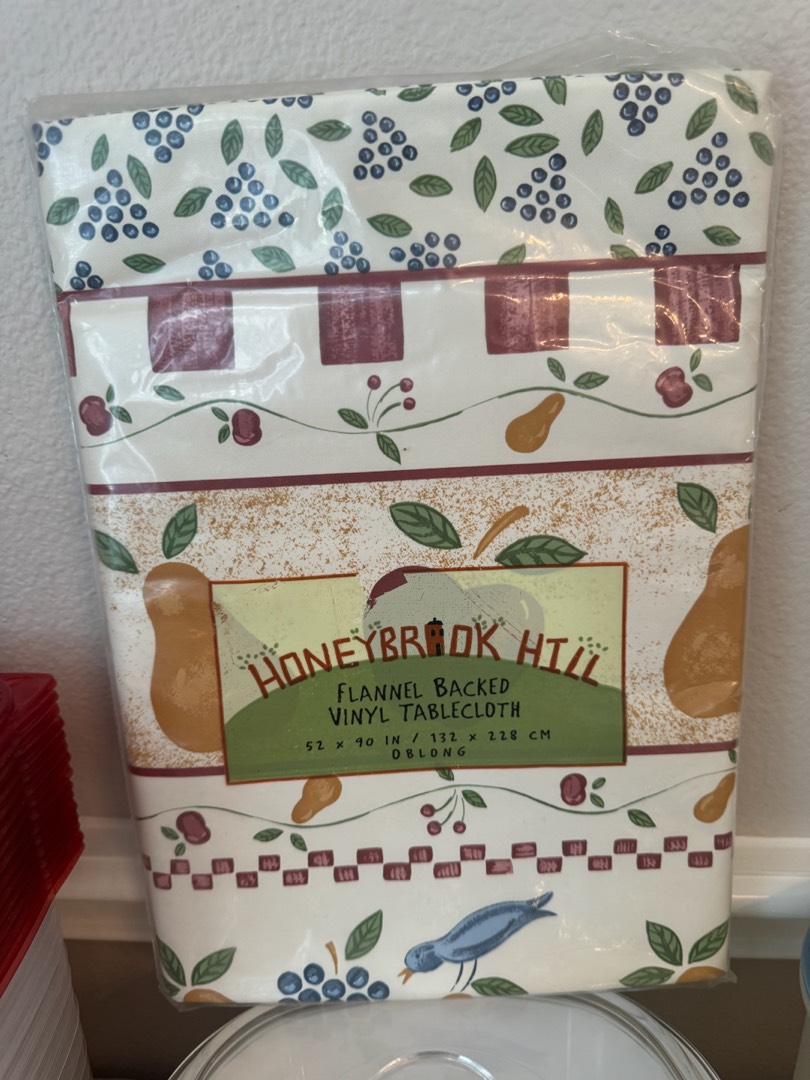 HONEYBROOK HILL
FLANNEL BACKED
VINYL TABLECLOTH
52 x 90 IN / 132 x 228 CM
OBLONG